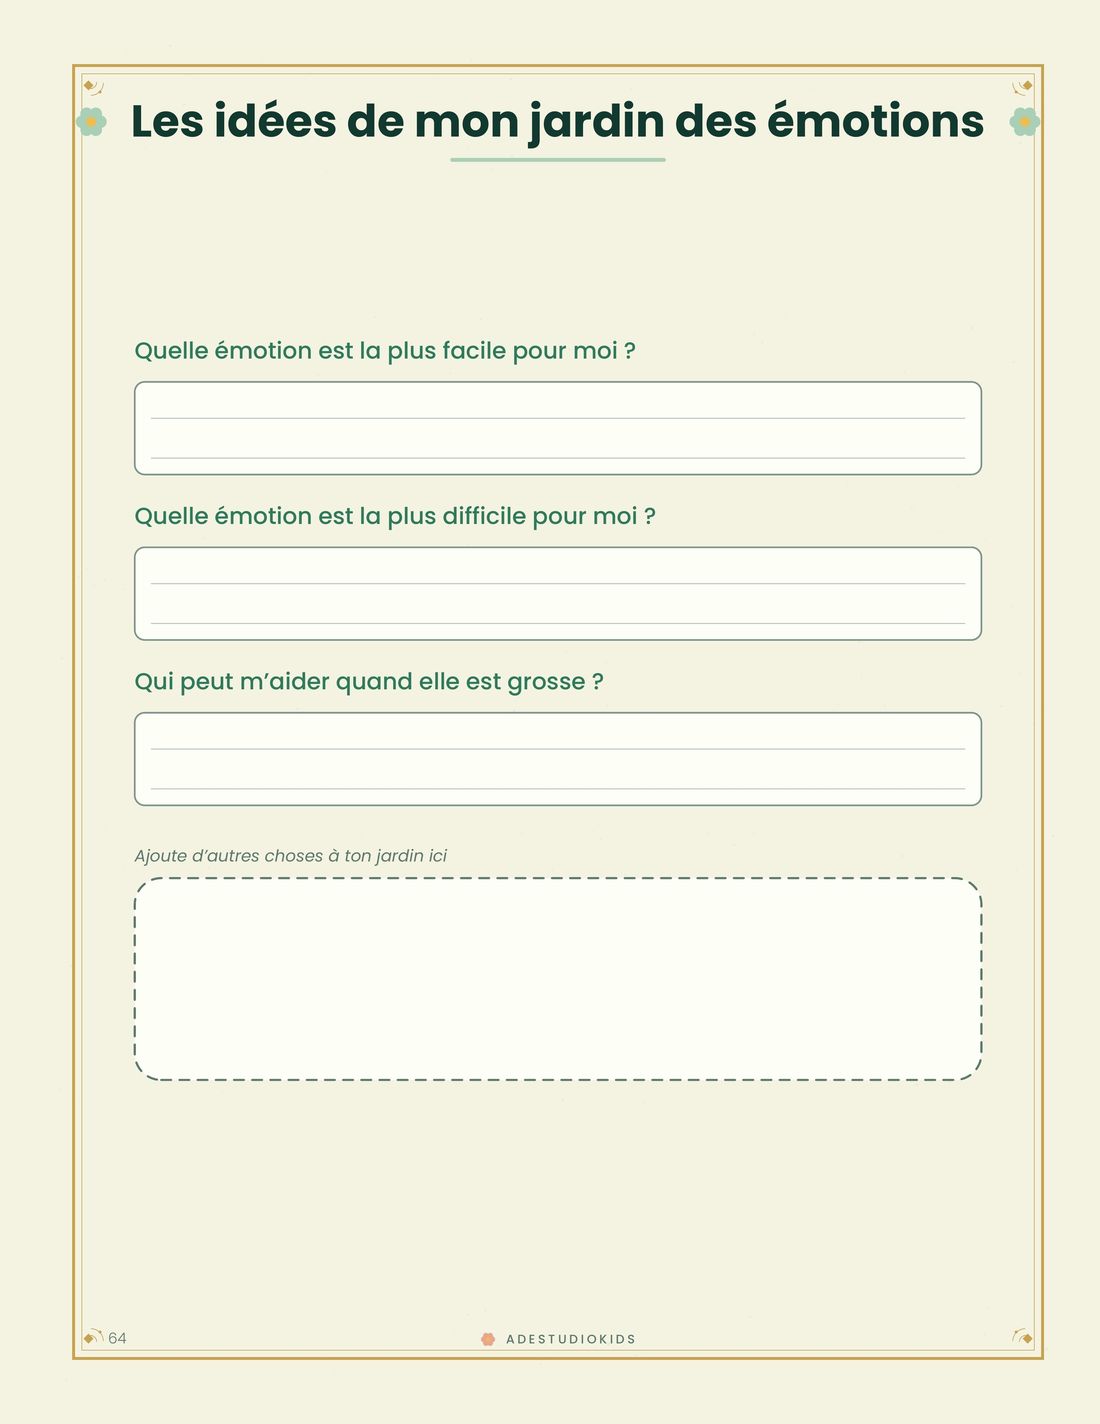 Les idées de mon jardin des émotions
Quelle émotion est la plus facile pour moi ?
Quelle émotion est la plus difficile pour moi ?
Qui peut m’aider quand elle est grosse ?
Ajoute d’autres choses à ton jardin ici
64
ADESTUDIOKIDS